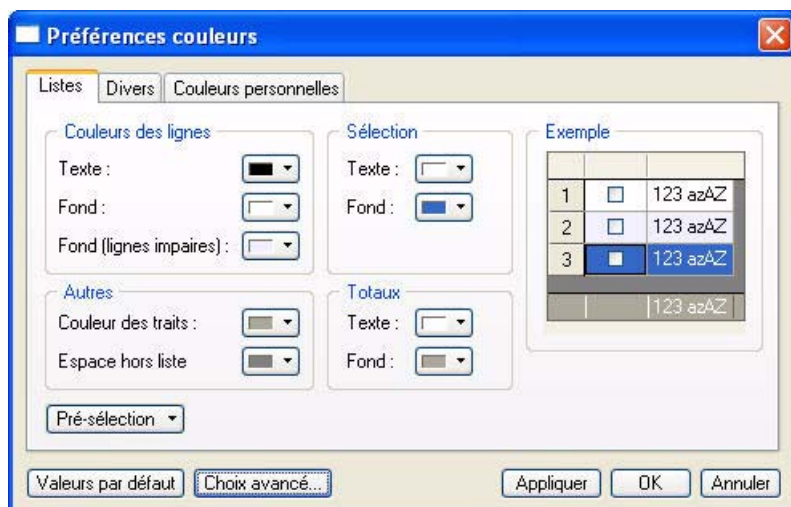 Préférences couleurs
Listes Divers Couleurs personnelles
Couleurs des lignes
Texte :
Fond :
Fond (lignes impaires) :
Sélection
Texte :
Fond :
Exemple
1 123 azAZ
2 123 azAZ
3 123 azAZ
123 azAZ
Autres
Couleur des traits :
Espace hors liste
Totaux
Texte :
Fond :
Pré-sélection
Valeurs par défaut Choix avancé... Appliquer OK Annuler